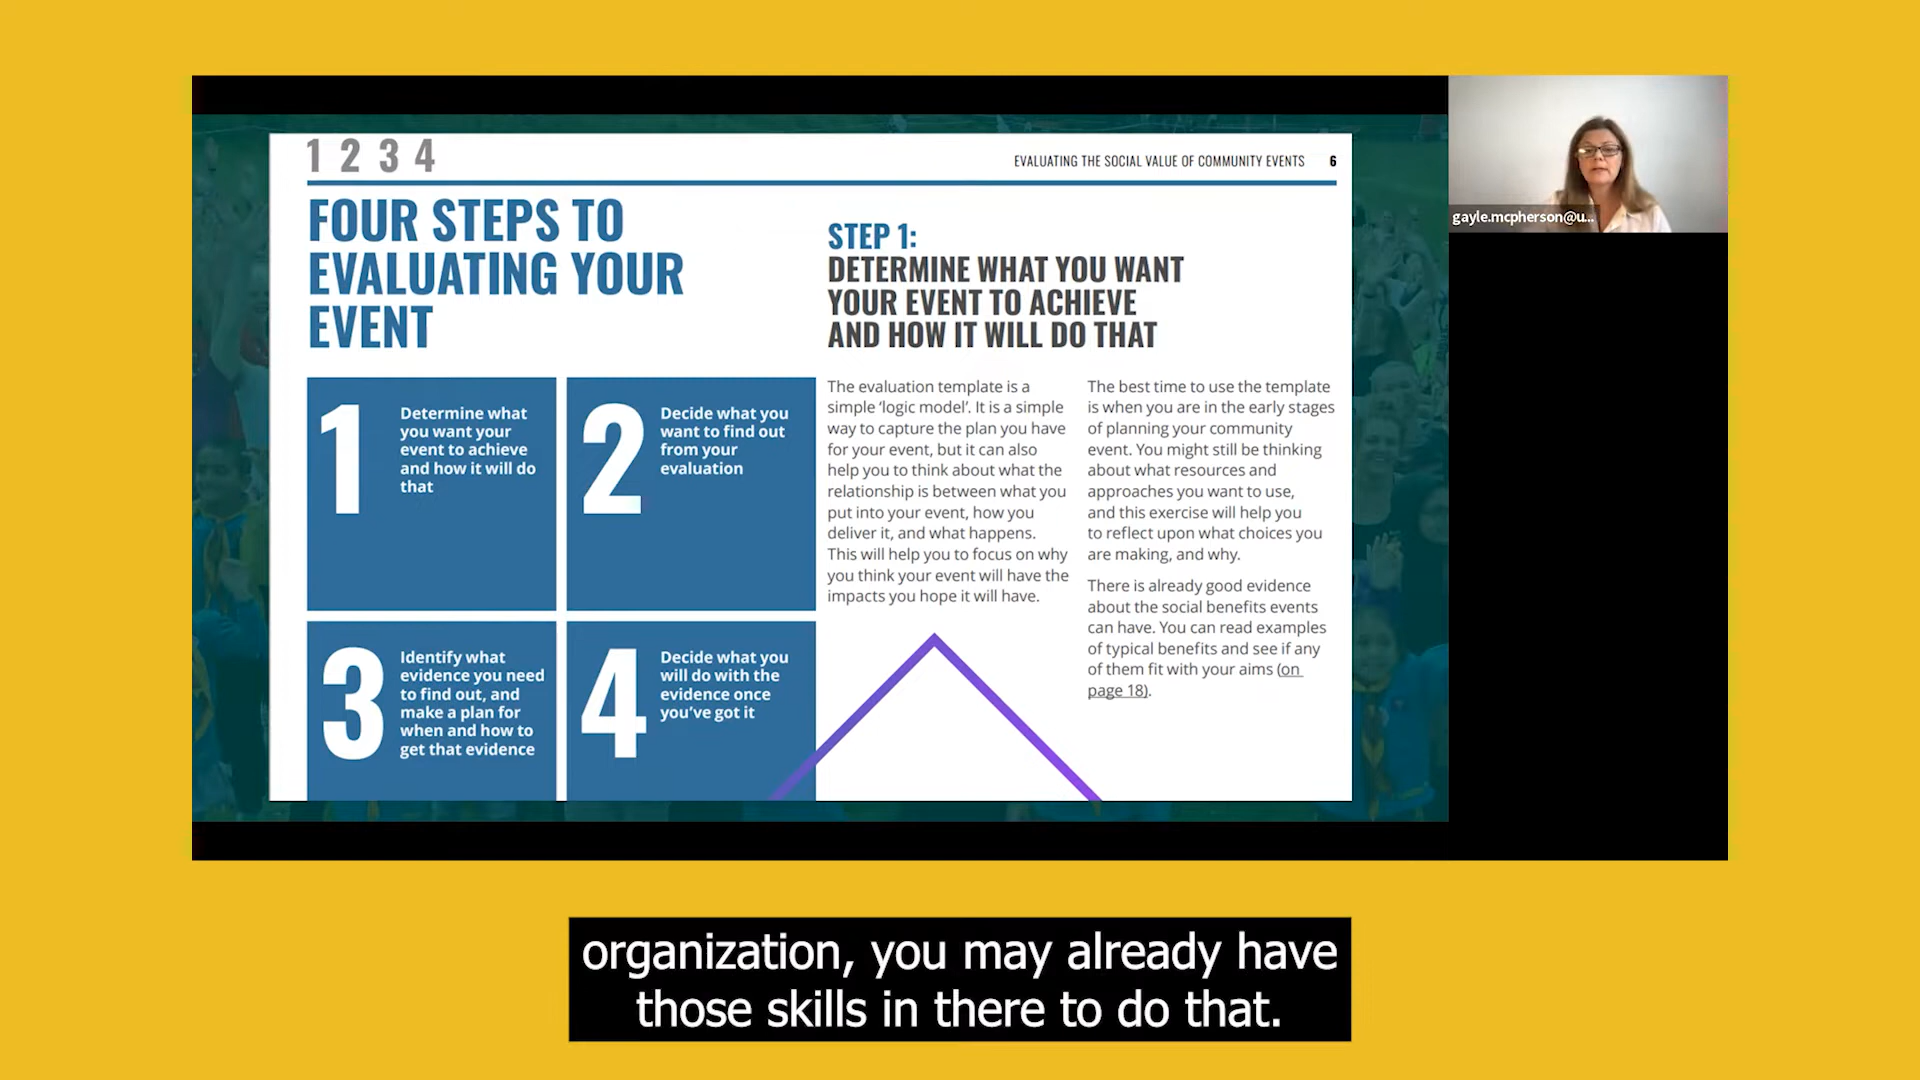 1 2 3 4
EVALUATING THE SOCIAL VALUE OF COMMUNITY EVENTS 6
FOUR STEPS TO
EVALUATING YOUR
EVENT
1
Determine what
you want your
event to achieve
and how it will do
that
2
Decide what you
want to find out
from your
evaluation
3
Identify what
evidence you need
to find out, and
make a plan for
when and how to
get that evidence
4
Decide what you
will do with the
evidence once
you've got it
STEP 1:
DETERMINE WHAT YOU WANT
YOUR EVENT TO ACHIEVE
AND HOW IT WILL DO THAT
The evaluation template is a
simple ‘logic model’. It is a simple
way to capture the plan you have
for your event, but it can also
help you to think about what the
relationship is between what you
put into your event, how you
deliver it, and what happens.
This will help you to focus on why
you think your event will have the
impacts you hope it will have.
The best time to use the template
is when you are in the early stages
of planning your community
event. You might still be thinking
about what resources and
approaches you want to use,
and this exercise will help you
to reflect upon what choices you
are making, and why.
There is already good evidence
about the social benefits events
can have. You can read examples
of typical benefits and see if any
of them fit with your aims (on
page 18).
gayle.mcpherson@u...
organization, you may already have
those skills in there to do that.